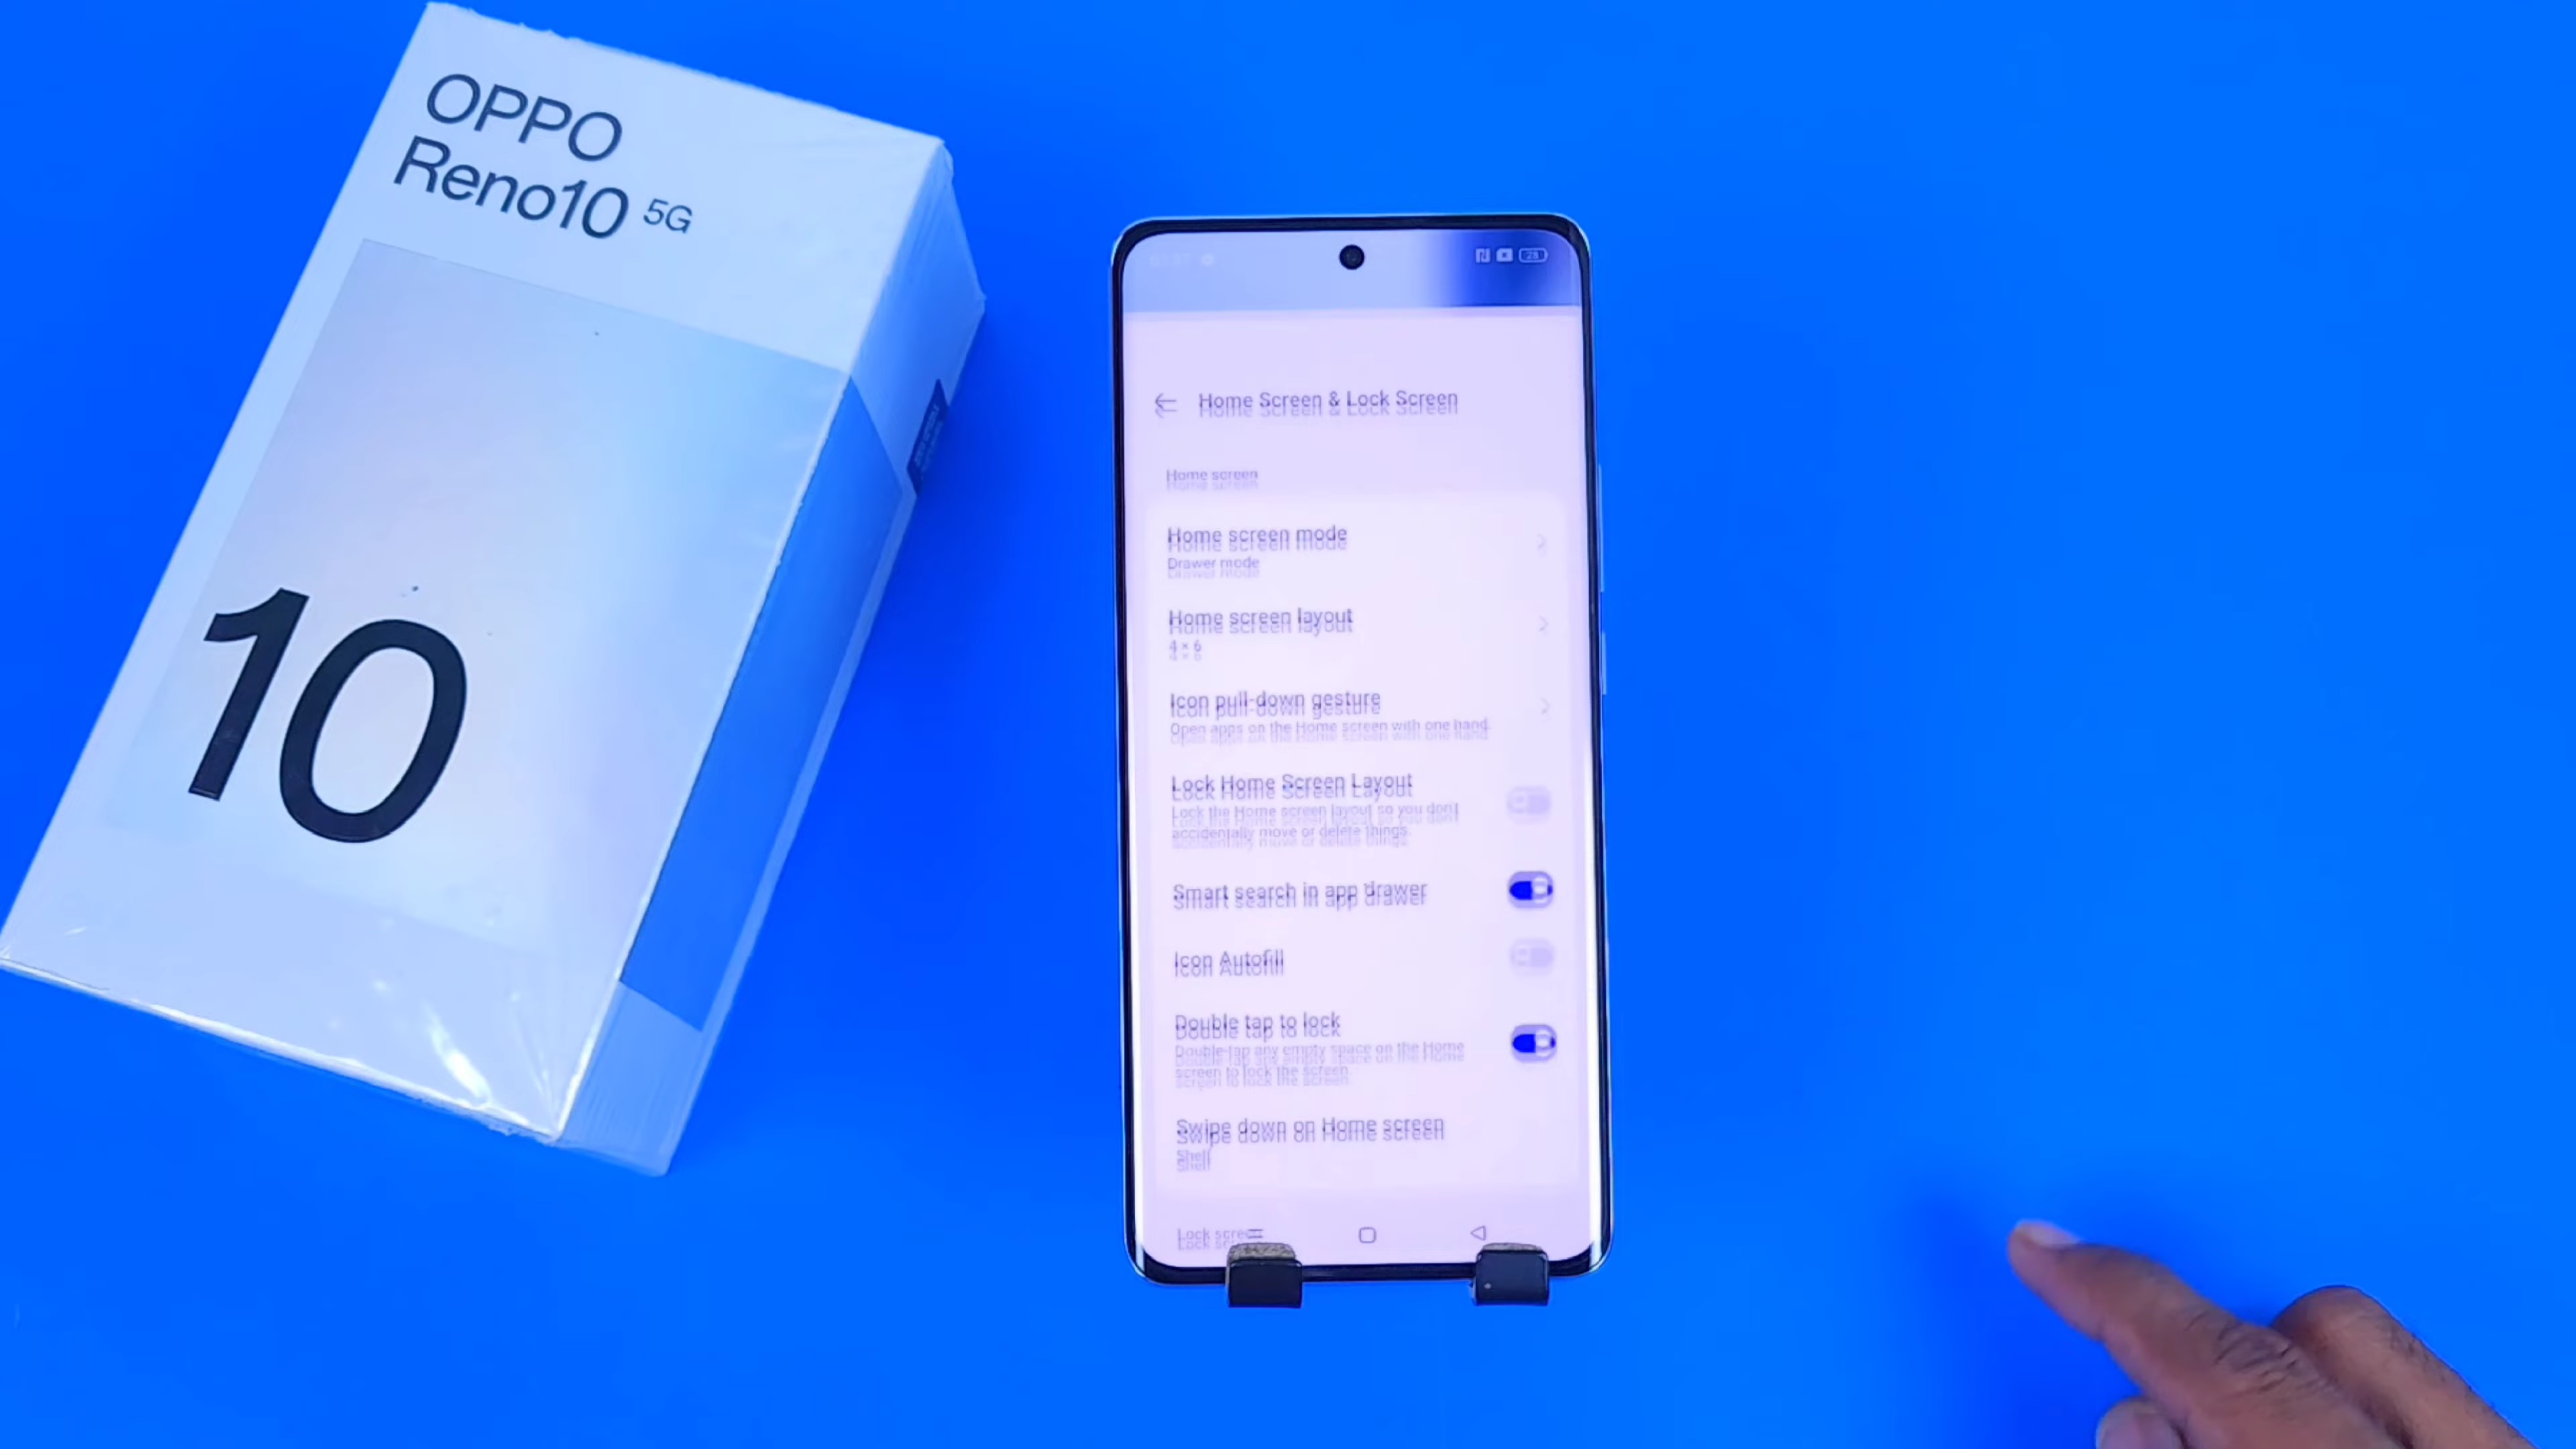 OPPO
Reno10 5G
10
28
Home Screen & Lock Screen
Home screen
Home screen mode
Drawer mode
Home screen layout
4 × 6
Icon pull-down gesture
Open apps on the Home screen with one hand.
Lock Home Screen Layout
Lock the Home screen layout so you don't
accidentally move or delete things.
Smart search in app drawer
Icon Autofill
Double tap to lock
Double-tap any empty space on the Home
screen to lock the screen.
Swipe down on Home screen
Shelf
Lock scre